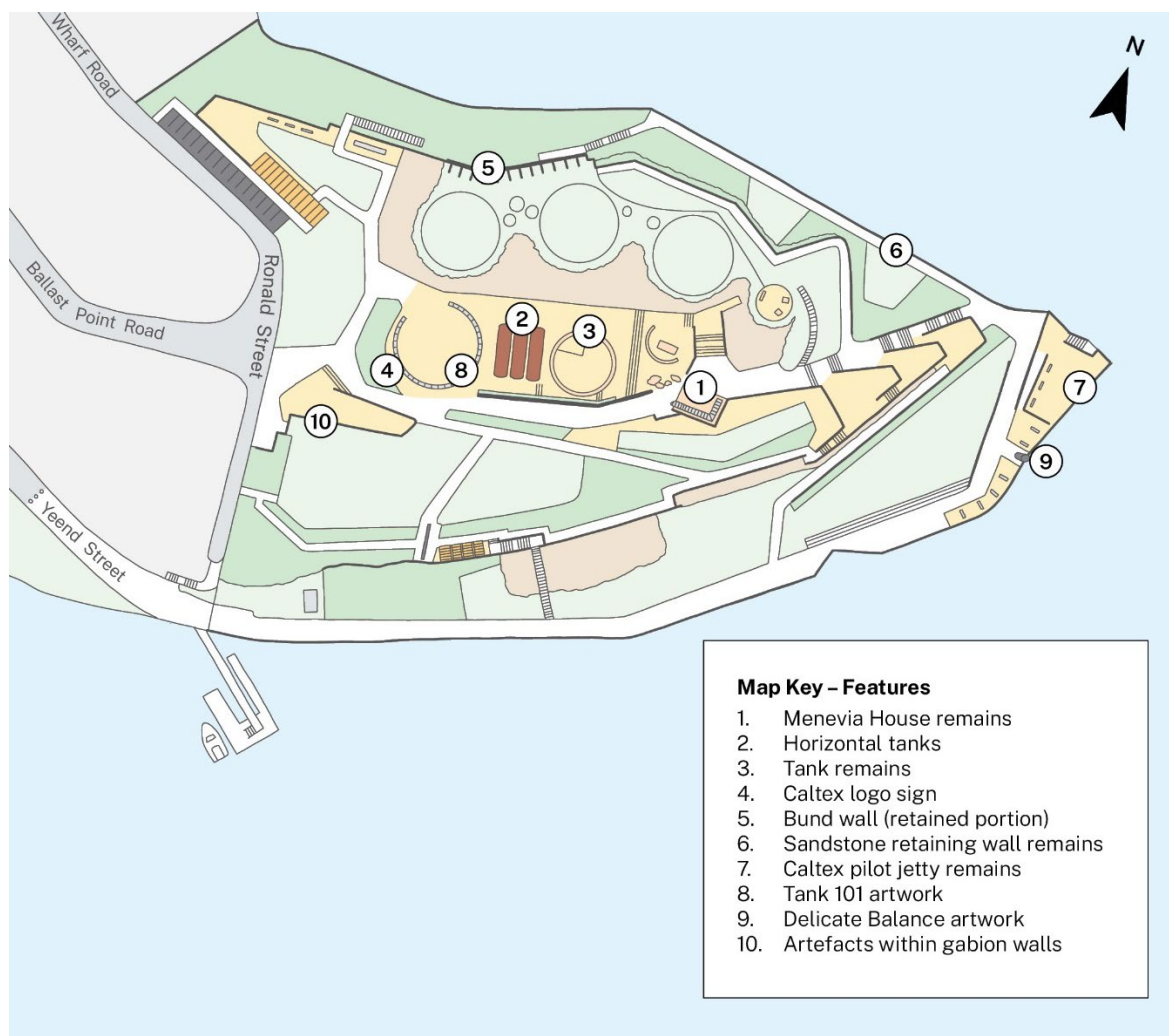 N
Wharf Road
Ballast Point Road
Ronald Street
Yeend Street
5
6
2
3
4
8
1
7
10
9
Map Key – Features
1. Menevia House remains
2. Horizontal tanks
3. Tank remains
4. Caltex logo sign
5. Bund wall (retained portion)
6. Sandstone retaining wall remains
7. Caltex pilot jetty remains
8. Tank 101 artwork
9. Delicate Balance artwork
10. Artefacts within gabion walls